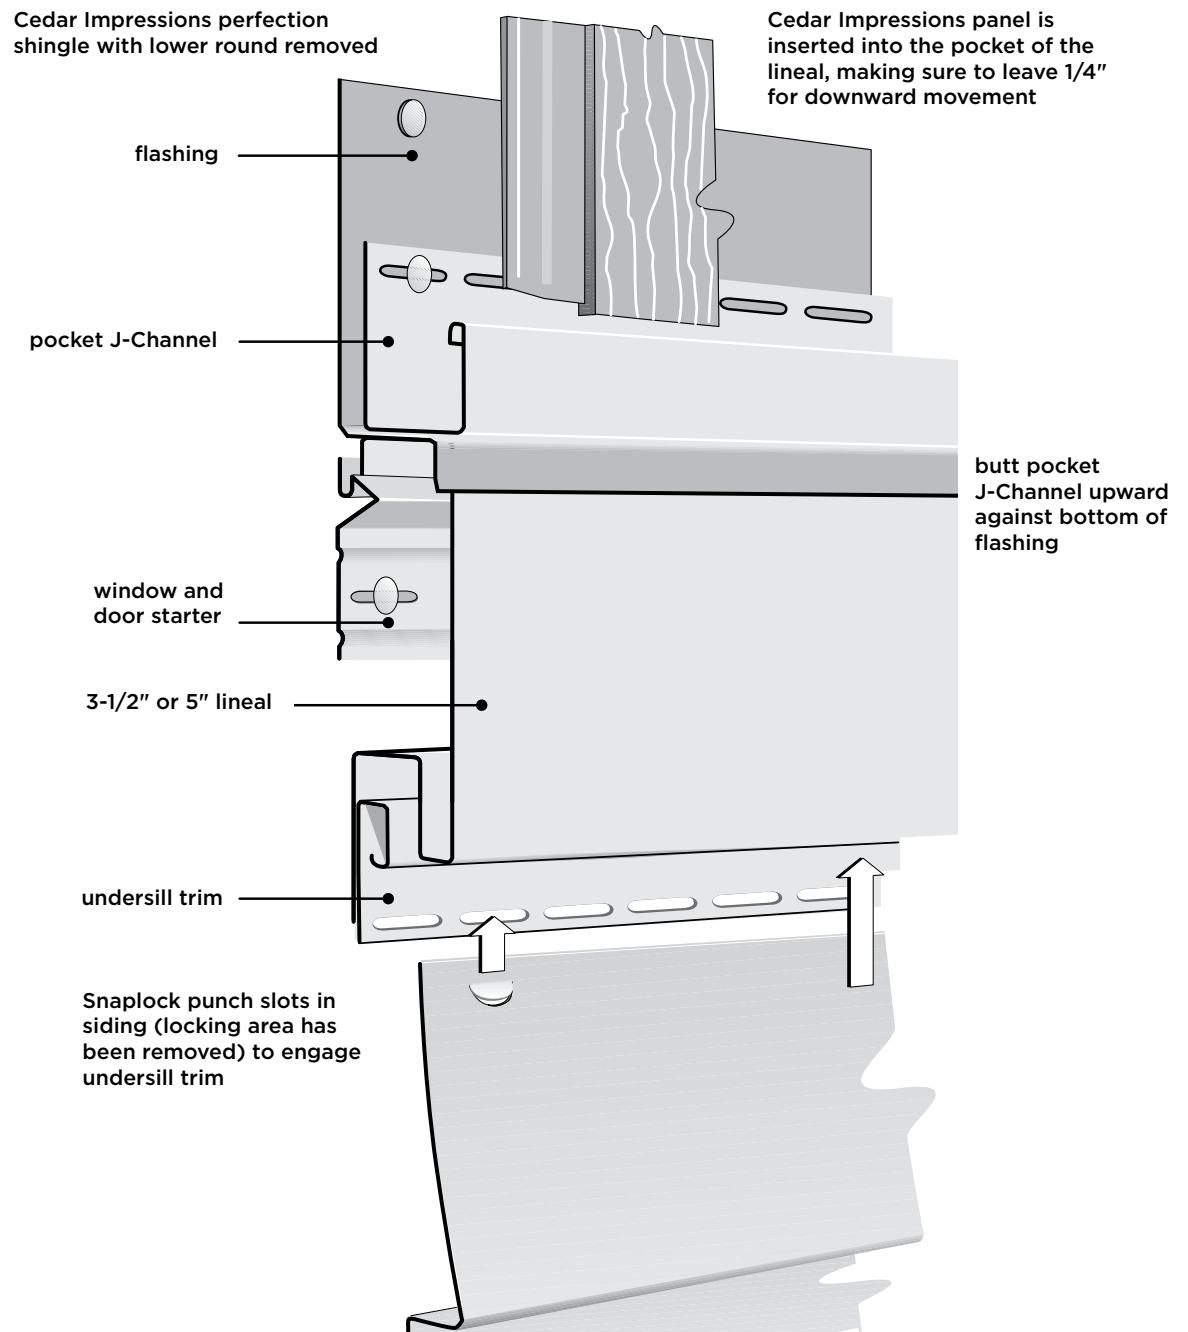 Cedar Impressions perfection
shingle with lower round removed
Cedar Impressions panel is
inserted into the pocket of the
lineal, making sure to leave 1/4"
for downward movement
flashing
pocket J-Channel
butt pocket
J-Channel upward
against bottom of
flashing
window and
door starter
3-1/2" or 5" lineal
undersill trim
Snaplock punch slots in
siding (locking area has
been removed) to engage
undersill trim